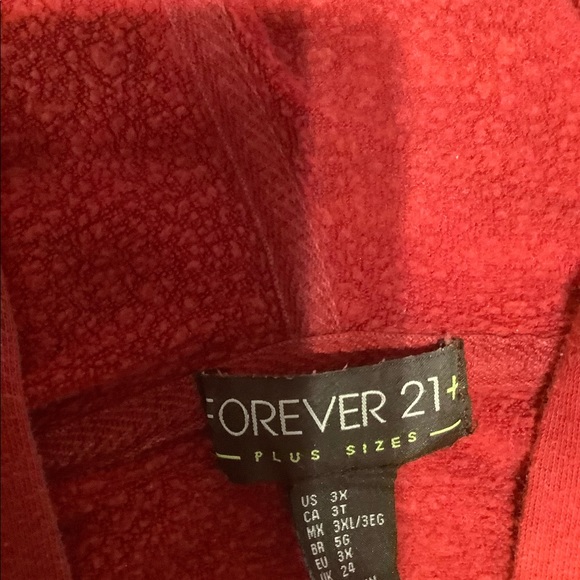 FOREVER 21+
PLUS SIZES
US 3X
CA 3T
MX 3XL/3EG
BR 5G
EU 3X
UK 24